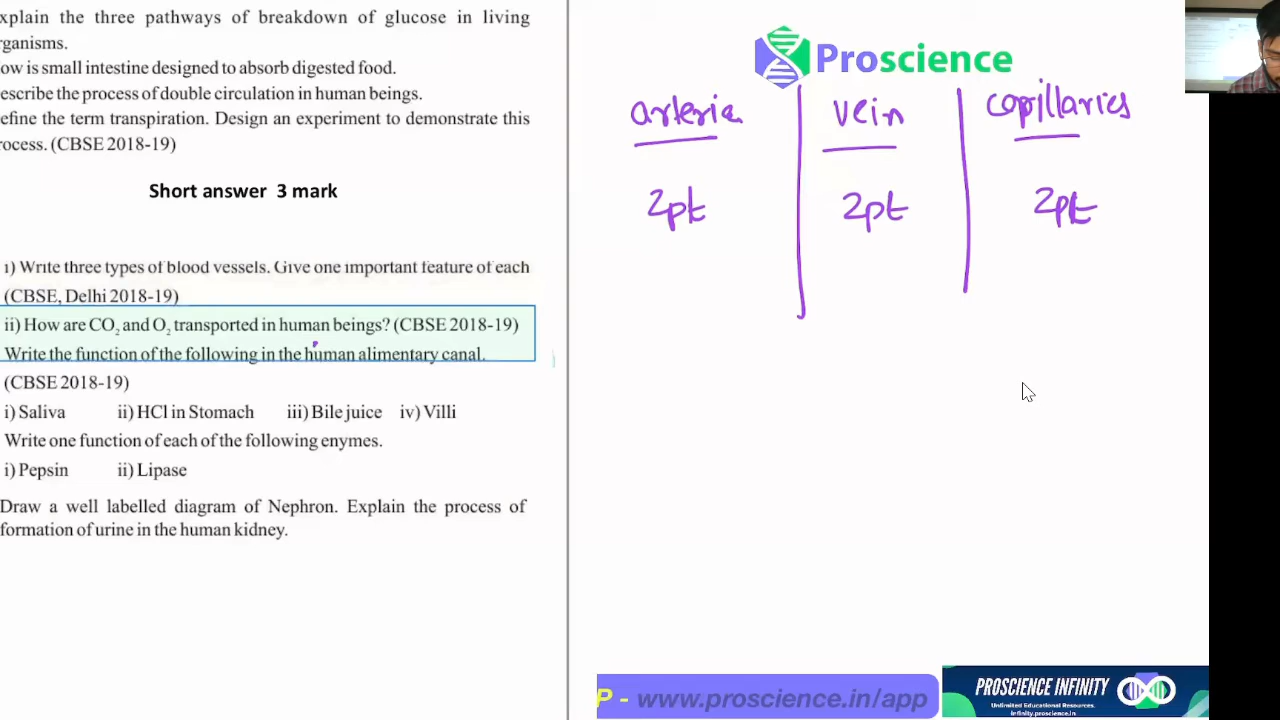 xplain the three pathways of breakdown of glucose in living
rganisms.
ow is small intestine designed to absorb digested food.
escribe the process of double circulation in human beings.
efine the term transpiration. Design an experiment to demonstrate this
rocess. (CBSE 2018-19)
Short answer 3 mark
i) Write three types of blood vessels. Give one important feature of each
(CBSE, Delhi 2018-19)
ii) How are CO₂ and O₂ transported in human beings? (CBSE 2018-19)
Write the function of the following in the human alimentary canal.
(CBSE 2018-19)
i) Saliva ii) HCl in Stomach iii) Bile juice iv) Villi
Write one function of each of the following enymes.
i) Pepsin ii) Lipase
Draw a well labelled diagram of Nephron. Explain the process of
formation of urine in the human kidney.
Proscience
arteria vein capillaries
2pt 2pt 2pt
P - www.proscience.in/app
PROSCIENCE INFINITY
Unlimited Educational Resources.
infinity.proscience.in